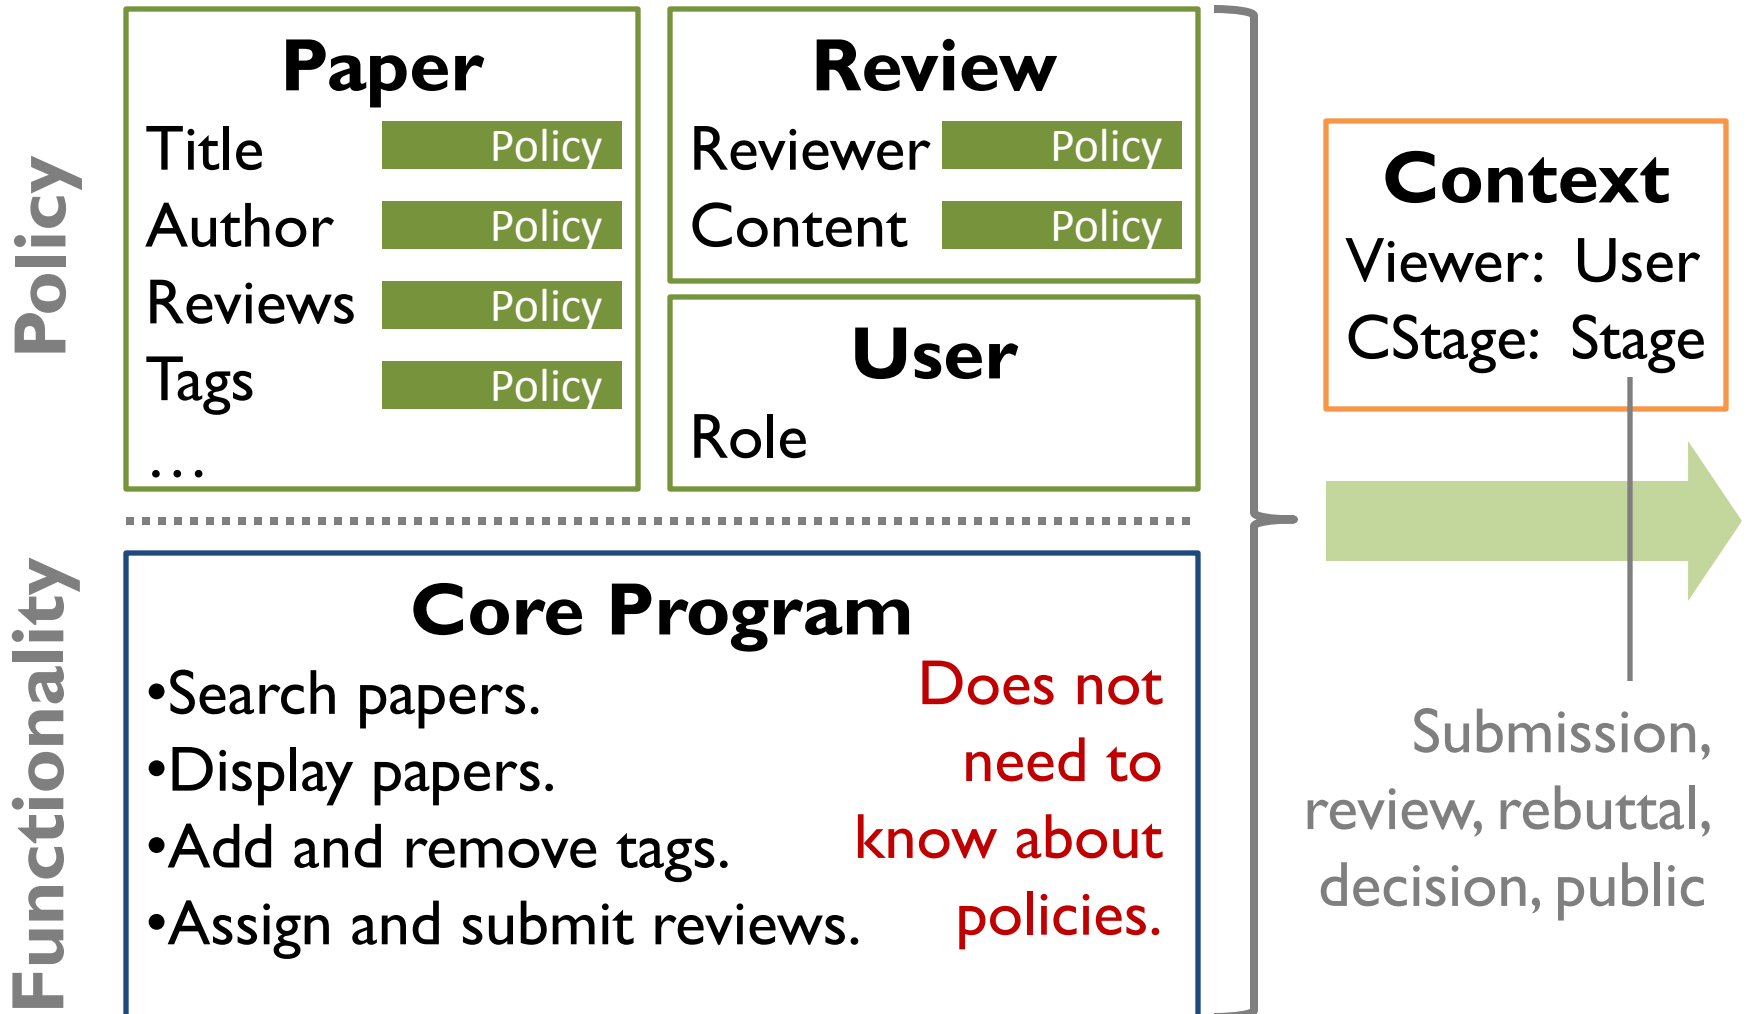 Policy
Paper
Title Policy
Author Policy
Reviews Policy
Tags Policy
…
Review
Reviewer Policy
Content Policy
User
Role
Context
Viewer: User
CStage: Stage
Submission,
review, rebuttal,
decision, public
Functionality
Core Program
•Search papers.
•Display papers.
•Add and remove tags.
•Assign and submit reviews.
Does not
need to
know about
policies.